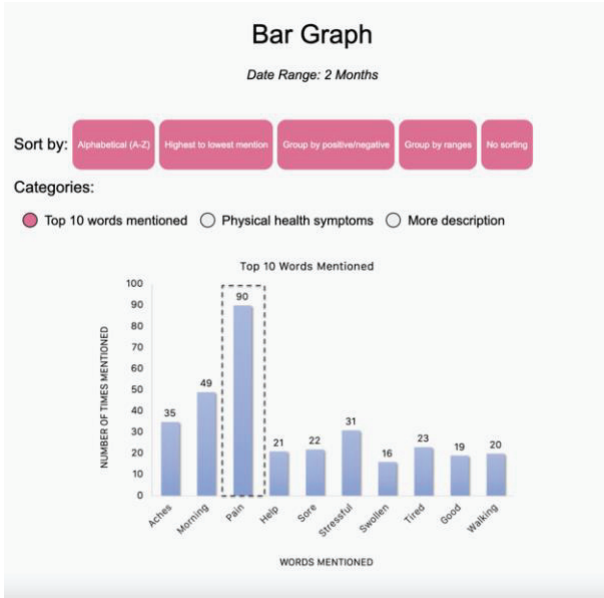 Bar Graph
Date Range: 2 Months
Sort by: Alphabetical (A-Z) Highest to lowest mention Group by positive/negative Group by ranges No sorting
Categories:
Top 10 words mentioned Physical health symptoms More description
Top 10 Words Mentioned
NUMBER OF TIMES MENTIONED
100
90
80
70
60
50
40
30
20
10
0
35 49 90 21 22 31 16 23 19 20
Aches Morning Pain Help Sore Stressful Swollen Tired Good Walking
WORDS MENTIONED